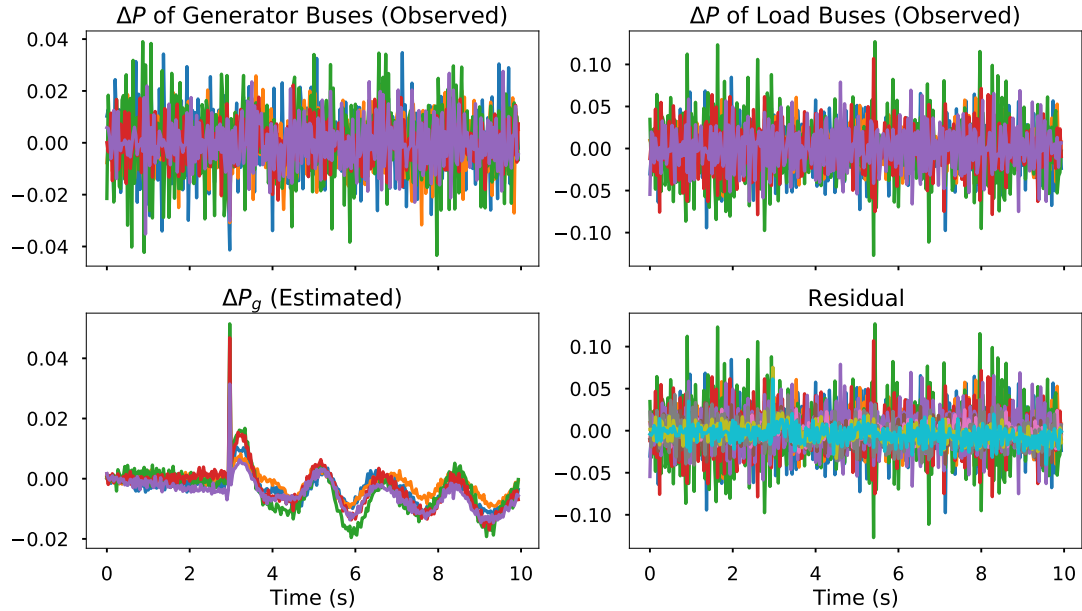 ΔP of Generator Buses (Observed)
ΔP of Load Buses (Observed)
0.04
0.02
0.00
−0.02
−0.04
0.10
0.05
0.00
−0.05
−0.10
ΔP_g (Estimated)
Residual
0.04
0.02
0.00
−0.02
0 2 4 6 8 10
Time (s)
0.10
0.05
0.00
−0.05
−0.10
0 2 4 6 8 10
Time (s)